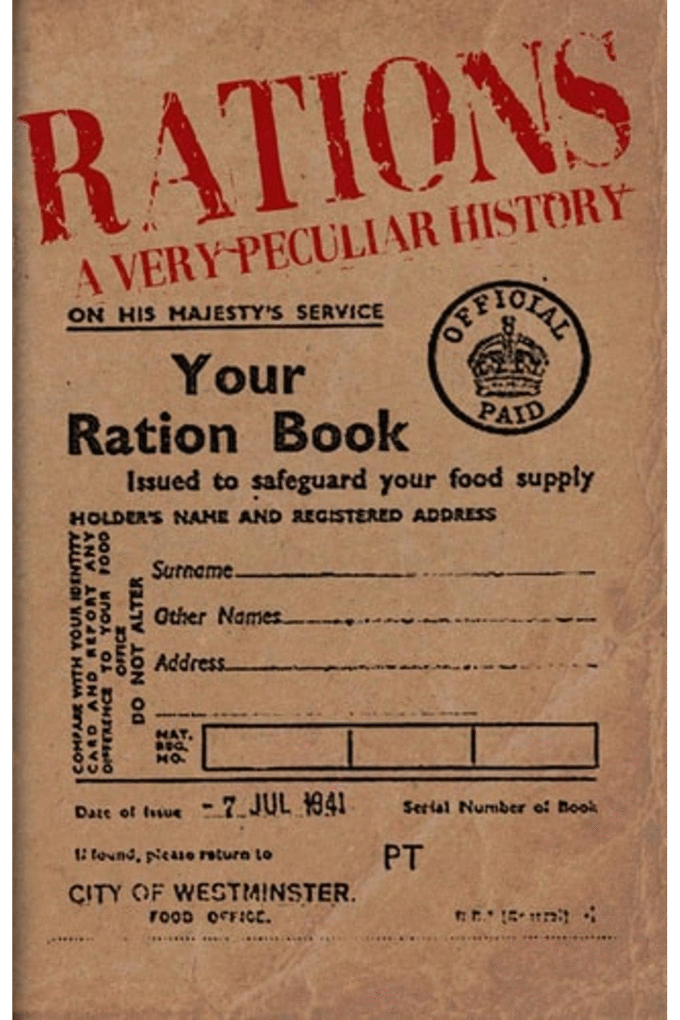 RATIONS
A VERY PECULIAR HISTORY
ON HIS MAJESTY'S SERVICE
OFFICIAL
PAID
Your
Ration Book
Issued to safeguard your food supply
HOLDER'S NAME AND REGISTERED ADDRESS
COMPARE WITH YOUR IDENTITY
CARD AND REPORT ANY
DIFFERENCE TO YOUR FOOD
OFFICE
DO NOT ALTER
Surname
Other Names
Address
NAT.
REG.
NO.
Date of Issue - 7 JUL 1941 Serial Number of Book
If found, please return to PT
CITY OF WESTMINSTER.
FOOD OFFICE.